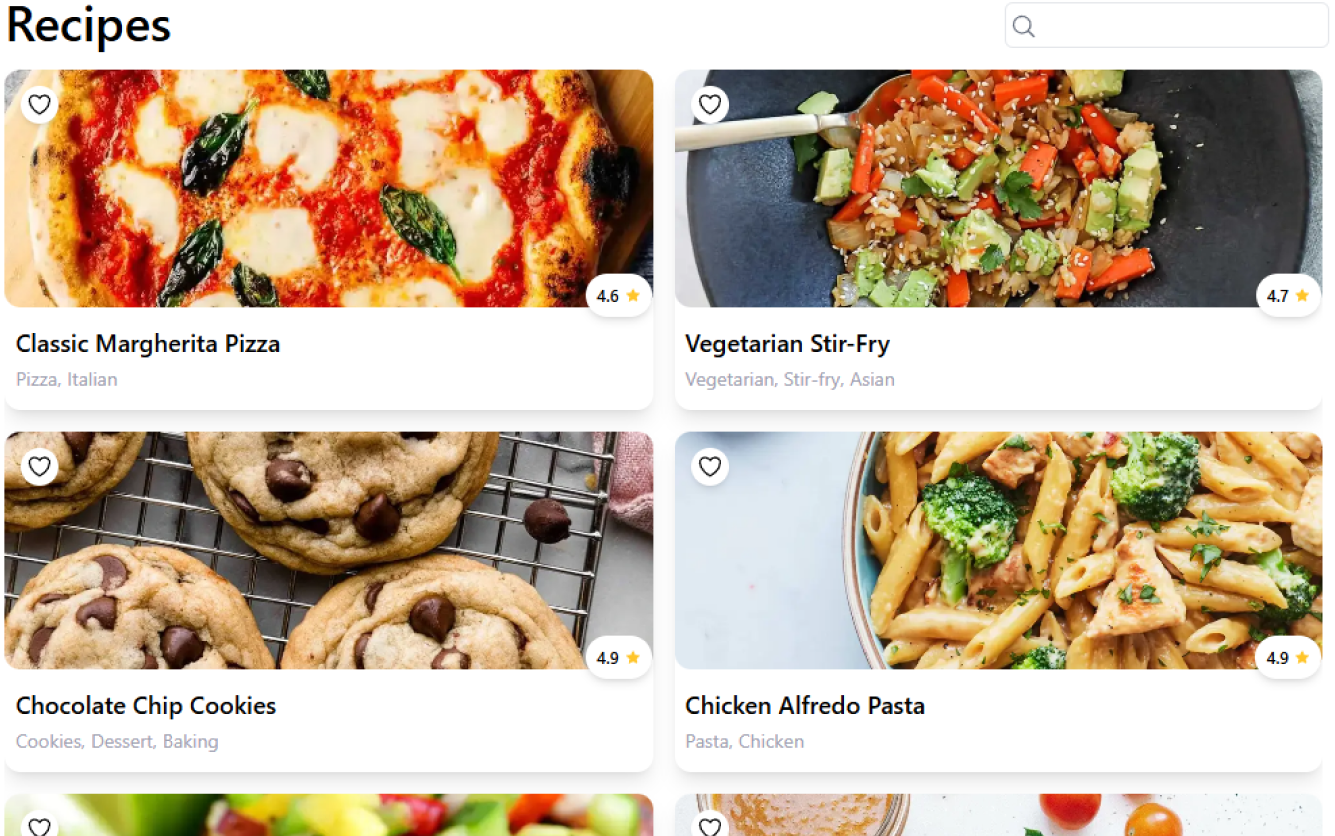 Recipes
4.6
Classic Margherita Pizza
Pizza, Italian
4.7
Vegetarian Stir-Fry
Vegetarian, Stir-fry, Asian
4.9
Chocolate Chip Cookies
Cookies, Dessert, Baking
4.9
Chicken Alfredo Pasta
Pasta, Chicken